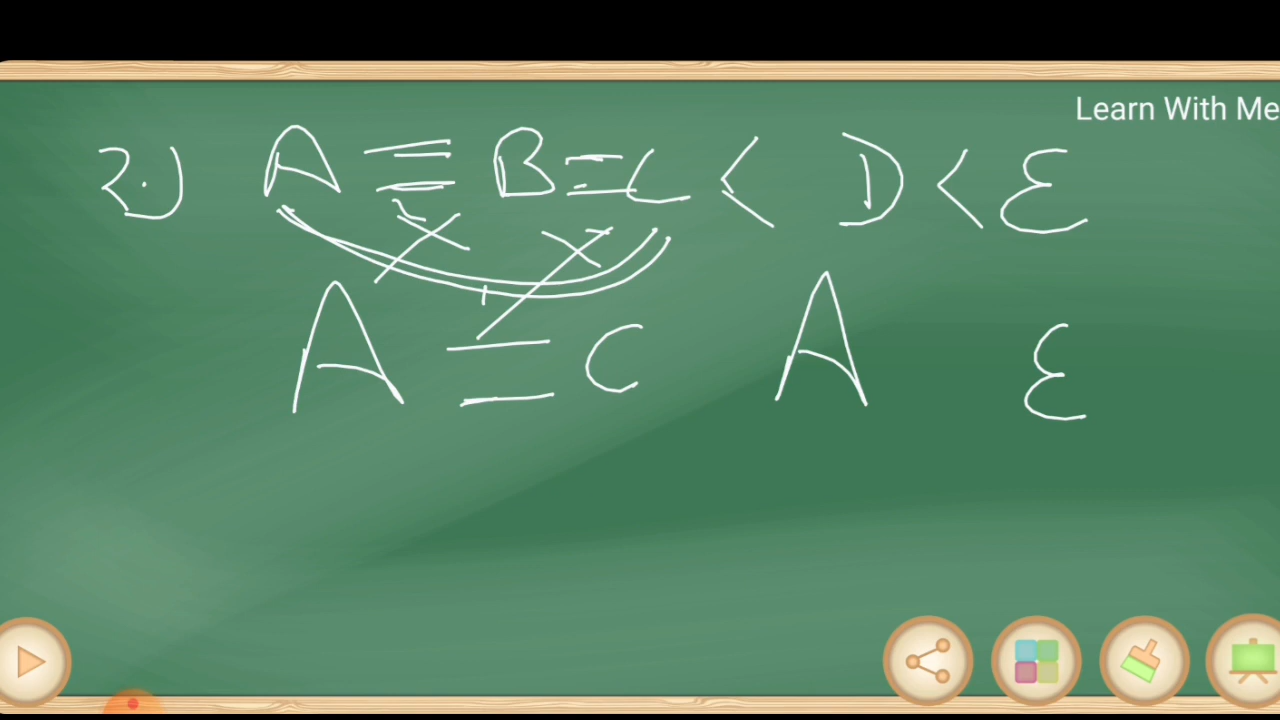 Learn With Me
2.) A = B = C < D < E
A = C A E